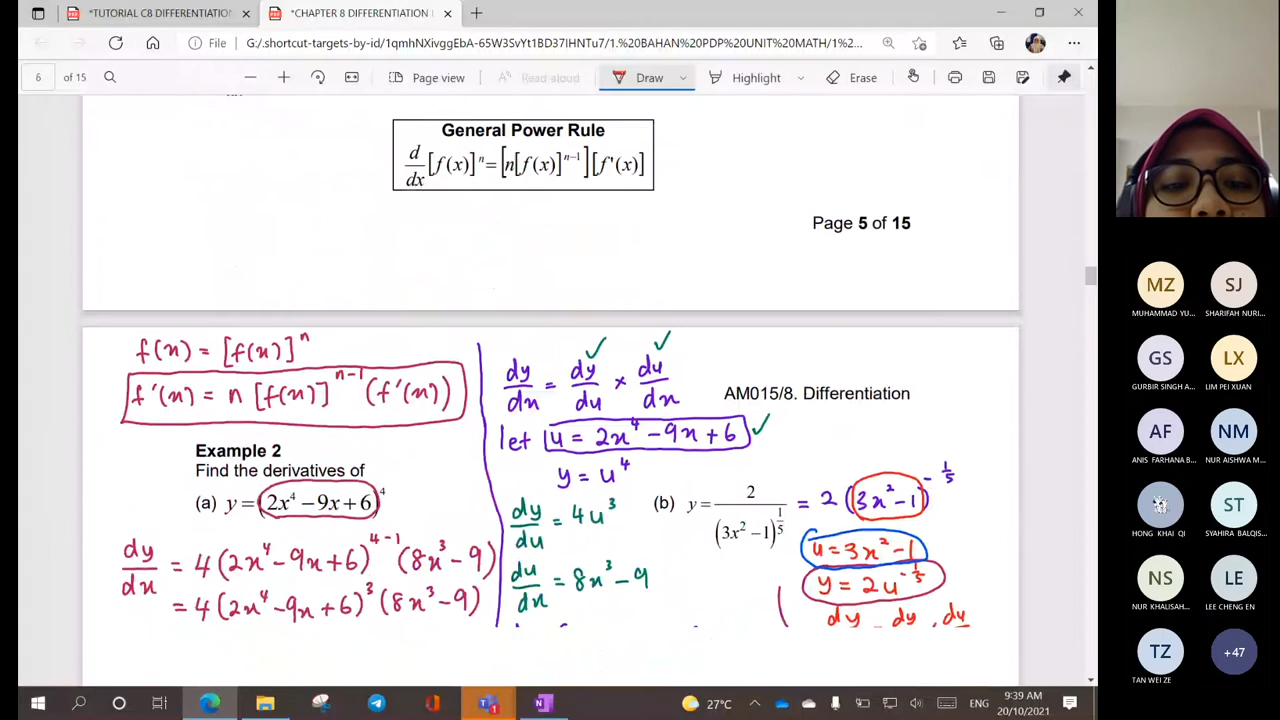 *TUTORIAL C8 DIFFERENTIATION
*CHAPTER 8 DIFFERENTIATION
File
G:/.shortcut-target-by-id/1qmhNXivggEbA-65W3SvYt1BD37IHNTu7/1.%20BAHAN%20PDP%20UNIT%20MATH/1%2...
6 of 15
Page view
Read aloud
Draw
Highlight
Erase
General Power Rule
d/dx [f(x)]^n = [n[f(x)]^{n-1}][f'(x)]
Page 5 of 15
f(x) = [f(x)]^n
f'(x) = n [f(x)]^{n-1} (f'(x))
dy/dx = dy/du × du/dx
AM015/8. Differentiation
let u = 2x^4 - 9x + 6
y = u^4
Example 2
Find the derivatives of
(a) y = (2x^4 - 9x + 6)^4
dy/dx = 4(2x^4 - 9x + 6)^{4-1} (8x^3 - 9)
= 4(2x^4 - 9x + 6)^3 (8x^3 - 9)
dy/du = 4u^3
du/dx = 8x^3 - 9
(b) y = 2/(3x^2 - 1)^{1/5} = 2(3x^2 - 1)^{-1/5}
u = 3x^2 - 1
y = 2u^{-1/5}
dy = dy . du
MZ
MUHAMMAD YU...
SJ
SHARIFAH NURI...
GS
GURBIR SINGH A...
LX
LIM PEI XUAN
AF
ANIS FARHANA B...
NM
NUR AISHWA M...
HONG KHAI QI
ST
SYAHIRA BALQIS...
NS
NUR KHALISAH...
LE
LEE CHENG EN
TZ
TAN WEI ZE
+47
27°C
ENG
9:39 AM
20/10/2021